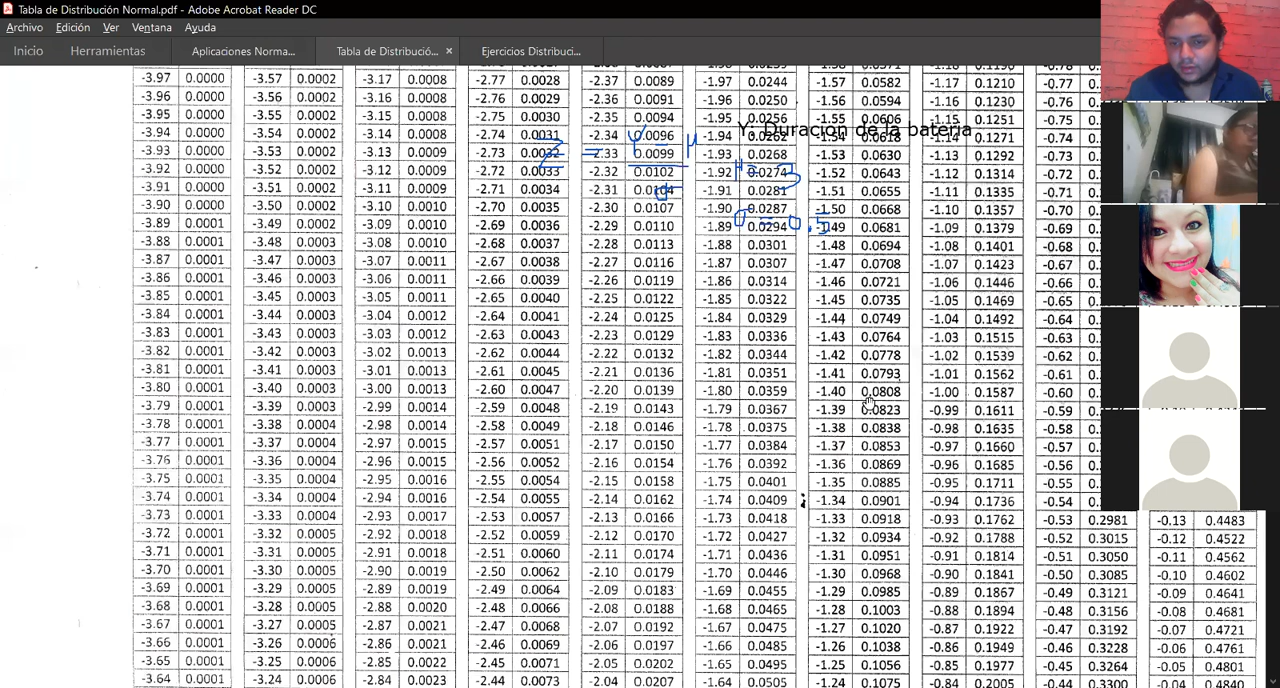 Tabla de Distribución Normal.pdf - Adobe Acrobat Reader DC
Archivo Edición Ver Ventana Ayuda
Inicio Herramientas Aplicaciones Norma... Tabla de Distribució... × Ejercicios Distribuci...
-3.97 0.0000 -3.57 0.0002 -3.17 0.0008 -2.77 0.0028 -2.37 0.0089 -1.97 0.0244 -1.57 0.0582 -1.17 0.1210 -0.77 0.
-3.96 0.0000 -3.56 0.0002 -3.16 0.0008 -2.76 0.0029 -2.36 0.0091 -1.96 0.0250 -1.56 0.0594 -1.16 0.1230 -0.76 0.
-3.95 0.0000 -3.55 0.0002 -3.15 0.0008 -2.75 0.0030 -2.35 0.0094 -1.95 0.0256 -1.55 0.0606 -1.15 0.1251 -0.75 0.
Y: Duración de la batería
-3.94 0.0000 -3.54 0.0002 -3.14 0.0008 -2.74 0.0031 -2.34 0.0096 -1.94 0.0262 -1.54 0.0618 -1.14 0.1271 -0.74 0.
Z = Y - μ
σ
-3.93 0.0000 -3.53 0.0002 -3.13 0.0009 -2.73 0.0032 -2.33 0.0099 -1.93 0.0268 -1.53 0.0630 -1.13 0.1292 -0.73 0.
-3.92 0.0000 -3.52 0.0002 -3.12 0.0009 -2.72 0.0033 -2.32 0.0102 -1.92 0.0274 -1.52 0.0643 -1.12 0.1314 -0.72 0.
μ = 3
-3.91 0.0000 -3.51 0.0002 -3.11 0.0009 -2.71 0.0034 -2.31 0.0104 -1.91 0.0281 -1.51 0.0655 -1.11 0.1335 -0.71 0.
-3.90 0.0000 -3.50 0.0002 -3.10 0.0010 -2.70 0.0035 -2.30 0.0107 -1.90 0.0287 -1.50 0.0668 -1.10 0.1357 -0.70 0.
σ = 0.5
-3.89 0.0001 -3.49 0.0002 -3.09 0.0010 -2.69 0.0036 -2.29 0.0110 -1.89 0.0294 -1.49 0.0681 -1.09 0.1379 -0.69 0.
-3.88 0.0001 -3.48 0.0003 -3.08 0.0010 -2.68 0.0037 -2.28 0.0113 -1.88 0.0301 -1.48 0.0694 -1.08 0.1401 -0.68 0.
-3.87 0.0001 -3.47 0.0003 -3.07 0.0011 -2.67 0.0038 -2.27 0.0116 -1.87 0.0307 -1.47 0.0708 -1.07 0.1423 -0.67 0.
-3.86 0.0001 -3.46 0.0003 -3.06 0.0011 -2.66 0.0039 -2.26 0.0119 -1.86 0.0314 -1.46 0.0721 -1.06 0.1446 -0.66 0.
-3.85 0.0001 -3.45 0.0003 -3.05 0.0011 -2.65 0.0040 -2.25 0.0122 -1.85 0.0322 -1.45 0.0735 -1.05 0.1469 -0.65 0.
-3.84 0.0001 -3.44 0.0003 -3.04 0.0012 -2.64 0.0041 -2.24 0.0125 -1.84 0.0329 -1.44 0.0749 -1.04 0.1492 -0.64 0.
-3.83 0.0001 -3.43 0.0003 -3.03 0.0012 -2.63 0.0043 -2.23 0.0129 -1.83 0.0336 -1.43 0.0764 -1.03 0.1515 -0.63 0.
-3.82 0.0001 -3.42 0.0003 -3.02 0.0013 -2.62 0.0044 -2.22 0.0132 -1.82 0.0344 -1.42 0.0778 -1.02 0.1539 -0.62 0.
-3.81 0.0001 -3.41 0.0003 -3.01 0.0013 -2.61 0.0045 -2.21 0.0136 -1.81 0.0351 -1.41 0.0793 -1.01 0.1562 -0.61 0.
-3.80 0.0001 -3.40 0.0003 -3.00 0.0013 -2.60 0.0047 -2.20 0.0139 -1.80 0.0359 -1.40 0.0808 -1.00 0.1587 -0.60 0.
-3.79 0.0001 -3.39 0.0003 -2.99 0.0014 -2.59 0.0048 -2.19 0.0143 -1.79 0.0367 -1.39 0.0823 -0.99 0.1611 -0.59 0.
-3.78 0.0001 -3.38 0.0004 -2.98 0.0014 -2.58 0.0049 -2.18 0.0146 -1.78 0.0375 -1.38 0.0838 -0.98 0.1635 -0.58 0.
-3.77 0.0001 -3.37 0.0004 -2.97 0.0015 -2.57 0.0051 -2.17 0.0150 -1.77 0.0384 -1.37 0.0853 -0.97 0.1660 -0.57 0.
-3.76 0.0001 -3.36 0.0004 -2.96 0.0015 -2.56 0.0052 -2.16 0.0154 -1.76 0.0392 -1.36 0.0869 -0.96 0.1685 -0.56 0.
-3.75 0.0001 -3.35 0.0004 -2.95 0.0016 -2.55 0.0054 -2.15 0.0158 -1.75 0.0401 -1.35 0.0885 -0.95 0.1711 -0.55 0.
-3.74 0.0001 -3.34 0.0004 -2.94 0.0016 -2.54 0.0055 -2.14 0.0162 -1.74 0.0409 -1.34 0.0901 -0.94 0.1736 -0.54 0.
-3.73 0.0001 -3.33 0.0004 -2.93 0.0017 -2.53 0.0057 -2.13 0.0166 -1.73 0.0418 -1.33 0.0918 -0.93 0.1762 -0.53 0.2981 -0.13 0.4483
-3.72 0.0001 -3.32 0.0005 -2.92 0.0018 -2.52 0.0059 -2.12 0.0170 -1.72 0.0427 -1.32 0.0934 -0.92 0.1788 -0.52 0.3015 -0.12 0.4522
-3.71 0.0001 -3.31 0.0005 -2.91 0.0018 -2.51 0.0060 -2.11 0.0174 -1.71 0.0436 -1.31 0.0951 -0.91 0.1814 -0.51 0.3050 -0.11 0.4562
-3.70 0.0001 -3.30 0.0005 -2.90 0.0019 -2.50 0.0062 -2.10 0.0179 -1.70 0.0446 -1.30 0.0968 -0.90 0.1841 -0.50 0.3085 -0.10 0.4602
-3.69 0.0001 -3.29 0.0005 -2.89 0.0019 -2.49 0.0064 -2.09 0.0183 -1.69 0.0455 -1.29 0.0985 -0.89 0.1867 -0.49 0.3121 -0.09 0.4641
-3.68 0.0001 -3.28 0.0005 -2.88 0.0020 -2.48 0.0066 -2.08 0.0188 -1.68 0.0465 -1.28 0.1003 -0.88 0.1894 -0.48 0.3156 -0.08 0.4681
-3.67 0.0001 -3.27 0.0005 -2.87 0.0021 -2.47 0.0068 -2.07 0.0192 -1.67 0.0475 -1.27 0.1020 -0.87 0.1922 -0.47 0.3192 -0.07 0.4721
-3.66 0.0001 -3.26 0.0006 -2.86 0.0021 -2.46 0.0069 -2.06 0.0197 -1.66 0.0485 -1.26 0.1038 -0.86 0.1949 -0.46 0.3228 -0.06 0.4761
-3.65 0.0001 -3.25 0.0006 -2.85 0.0022 -2.45 0.0071 -2.05 0.0202 -1.65 0.0495 -1.25 0.1056 -0.85 0.1977 -0.45 0.3264 -0.05 0.4801
-3.64 0.0001 -3.24 0.0006 -2.84 0.0023 -2.44 0.0073 -2.04 0.0207 -1.64 0.0505 -1.24 0.1075 -0.84 0.2005 -0.44 0.3300 -0.04 0.4840